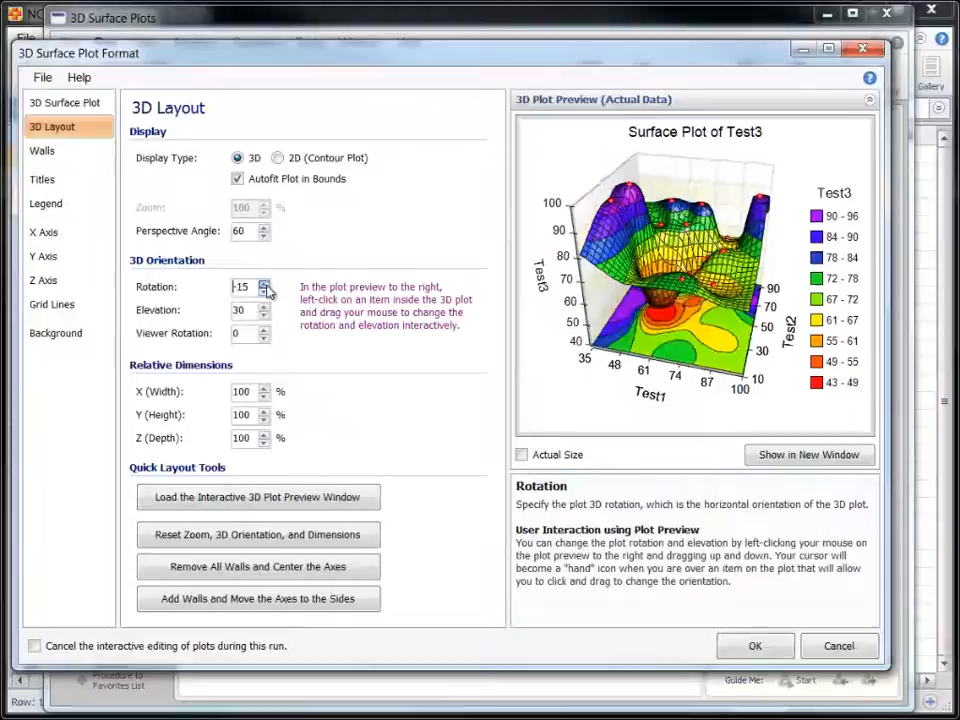 NC
3D Surface Plots
3D Surface Plot Format
File Help
Gallery
3D Surface Plot
3D Layout
Walls
Titles
Legend
X Axis
Y Axis
Z Axis
Grid Lines
Background
3D Layout
Display
Display Type: 3D 2D (Contour Plot)
Autofit Plot in Bounds
Zoom: 100 %
Perspective Angle: 60
3D Orientation
Rotation: -15
Elevation: 30
Viewer Rotation: 0
In the plot preview to the right,
left-click on an item inside the 3D plot
and drag your mouse to change the
rotation and elevation interactively.
Relative Dimensions
X (Width): 100 %
Y (Height): 100 %
Z (Depth): 100 %
Quick Layout Tools
Load the Interactive 3D Plot Preview Window
Reset Zoom, 3D Orientation, and Dimensions
Remove All Walls and Center the Axes
Add Walls and Move the Axes to the Sides
3D Plot Preview (Actual Data)
Surface Plot of Test3
100
90
80
70
60
50
40
Test3
35 48 61 74 87 100
Test1
90
70
50
30
10
Test2
Test3
90 - 96
84 - 90
78 - 84
72 - 78
67 - 72
61 - 67
55 - 61
49 - 55
43 - 49
Actual Size
Show in New Window
Rotation
Specify the plot 3D rotation, which is the horizontal orientation of the 3D plot.
User Interaction using Plot Preview
You can change the plot rotation and elevation by left-clicking your mouse on
the plot preview to the right and dragging up and down. Your cursor will
become a "hand" icon when you are over an item on the plot that will allow
you to click and drag to change the orientation.
Cancel the interactive editing of plots during this run.
OK Cancel
Procedure to
Favorites List
Guide Me: Start
Row: 1